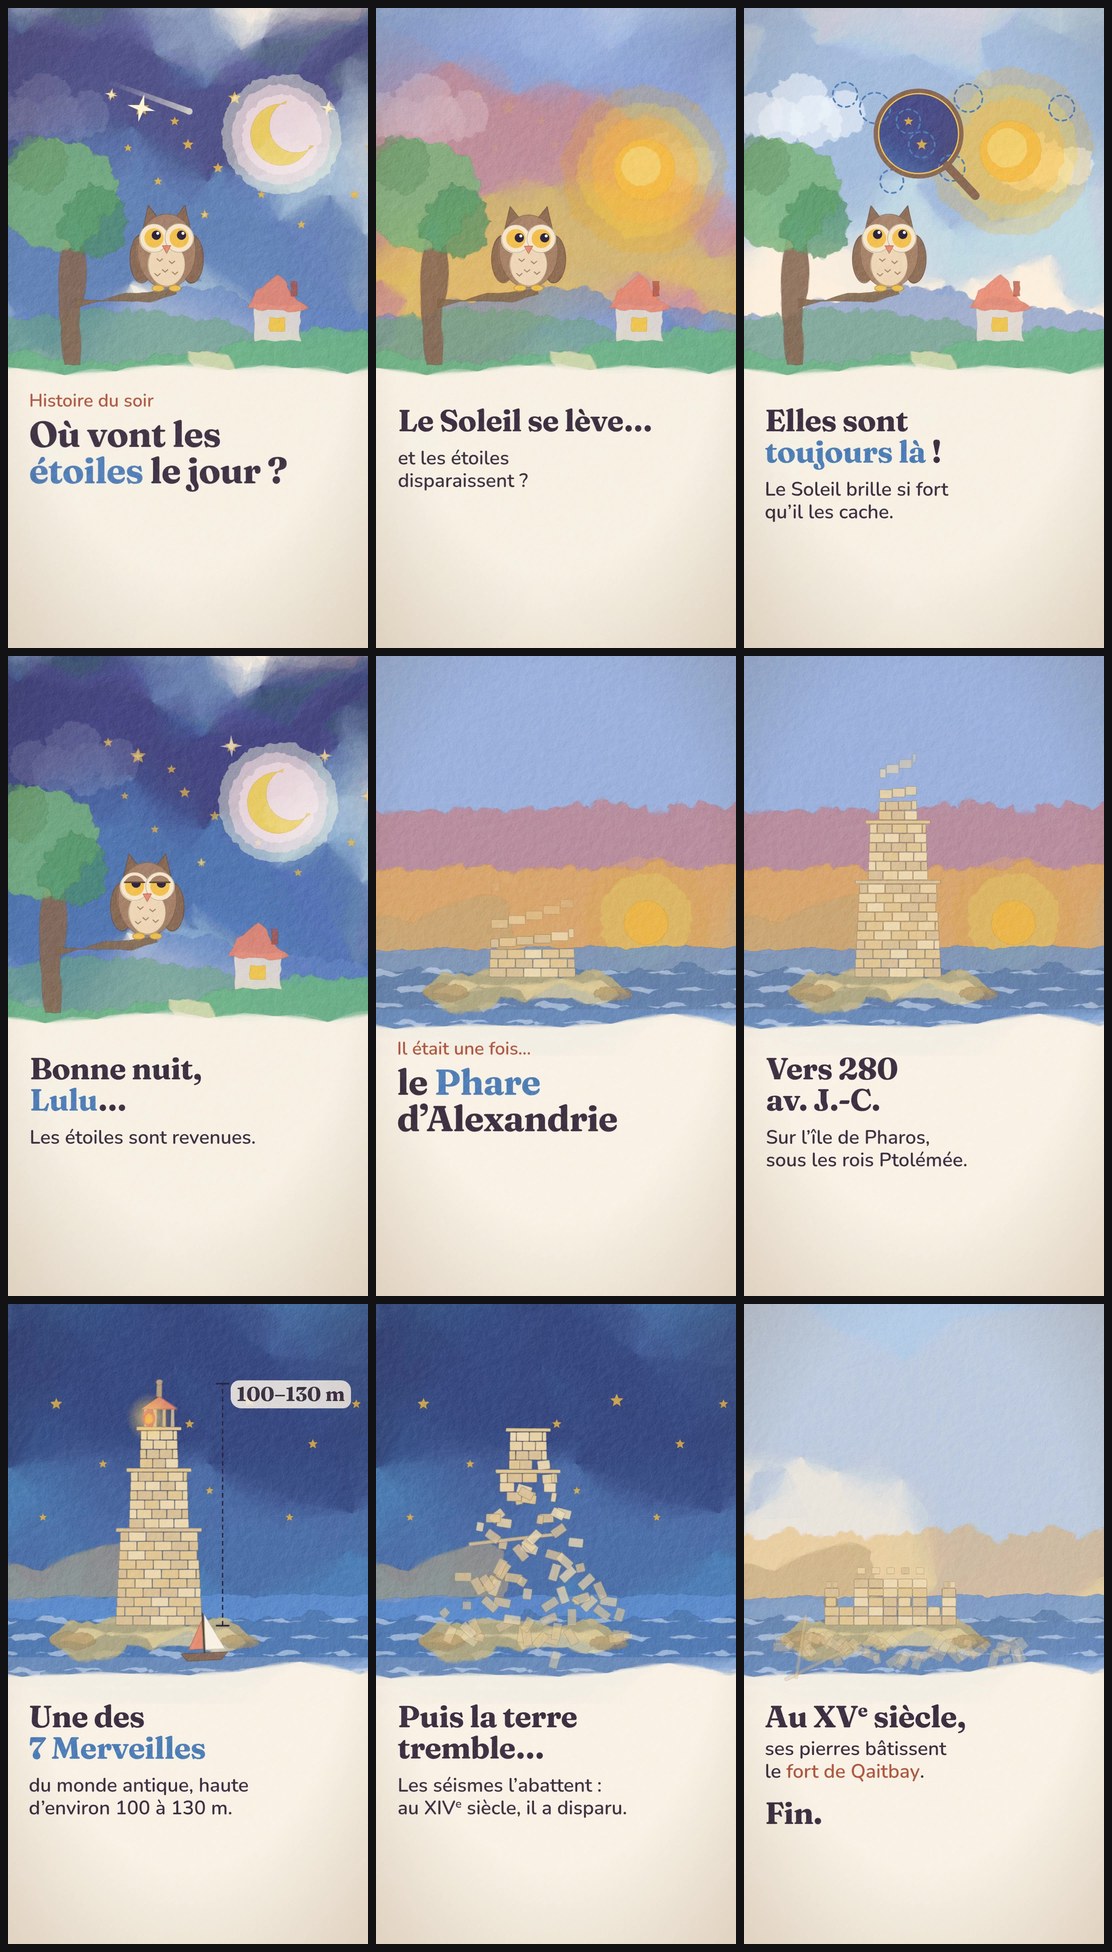 Histoire du soir
Où vont les
étoiles le jour ?
Le Soleil se lève...
et les étoiles
disparaissent ?
Elles sont
toujours là !
Le Soleil brille si fort
qu’il les cache.
Bonne nuit,
Lulu...
Les étoiles sont revenues.
Il était une fois...
le Phare
d’Alexandrie
Vers 280
av. J.-C.
Sur l’île de Pharos,
sous les rois Ptolémée.
100–130 m
Une des
7 Merveilles
du monde antique, haute
d’environ 100 à 130 m.
Puis la terre
tremble...
Les séismes l’abattent :
au XIVᵉ siècle, il a disparu.
Au XVᵉ siècle,
ses pierres bâtissent
le fort de Qaitbay.
Fin.